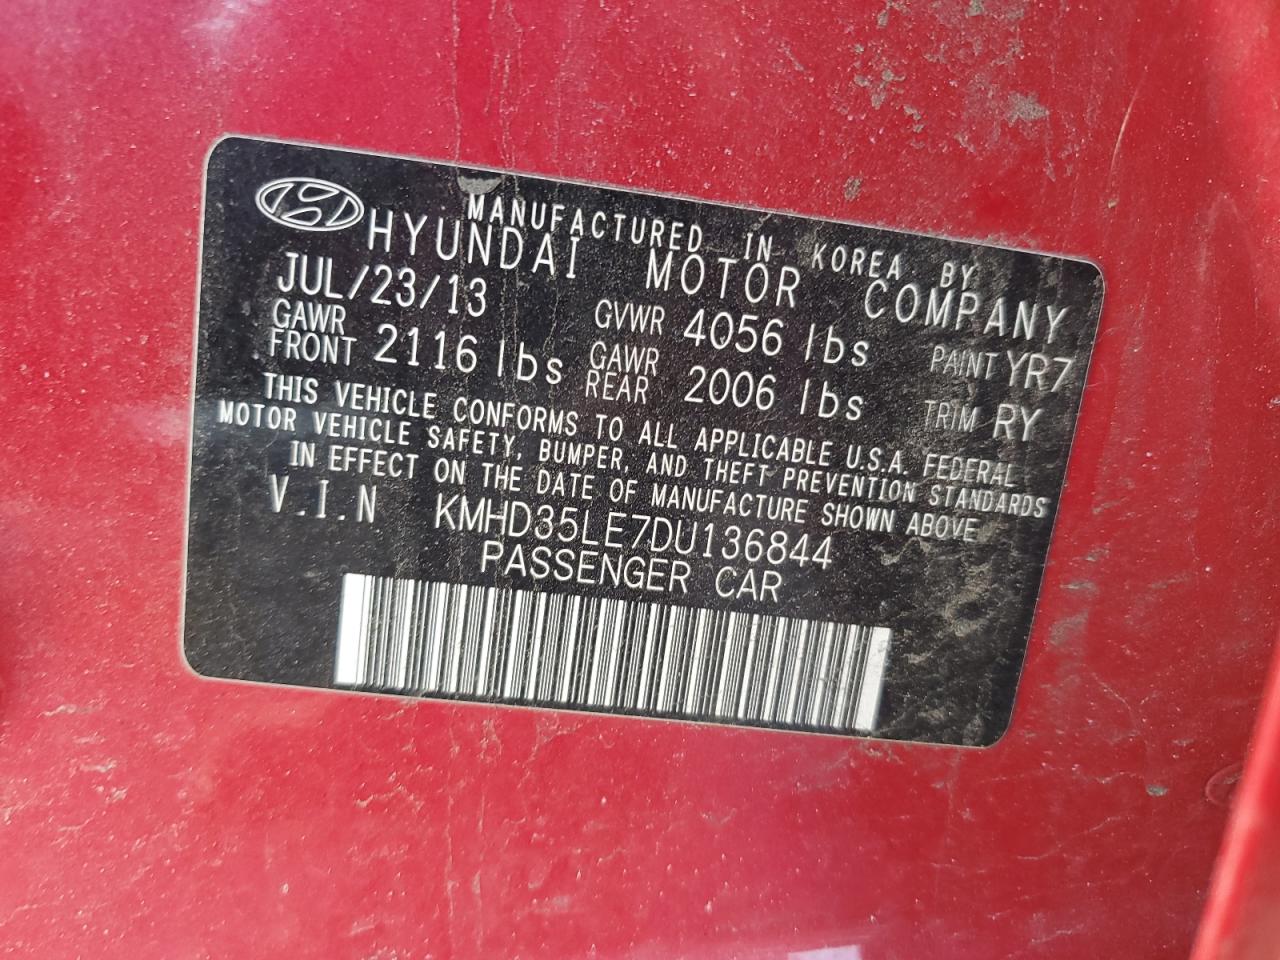 MANUFACTURED IN KOREA BY
HYUNDAI MOTOR COMPANY
JUL/23/13 GVWR 4056 lbs PAINT YR7
GAWR FRONT 2116 lbs GAWR REAR 2006 lbs TRIM RY
THIS VEHICLE CONFORMS TO ALL APPLICABLE U.S.A. FEDERAL
MOTOR VEHICLE SAFETY, BUMPER, AND THEFT PREVENTION STANDARDS
IN EFFECT ON THE DATE OF MANUFACTURE SHOWN ABOVE
V.I.N KMHD35LE7DU136844
PASSENGER CAR